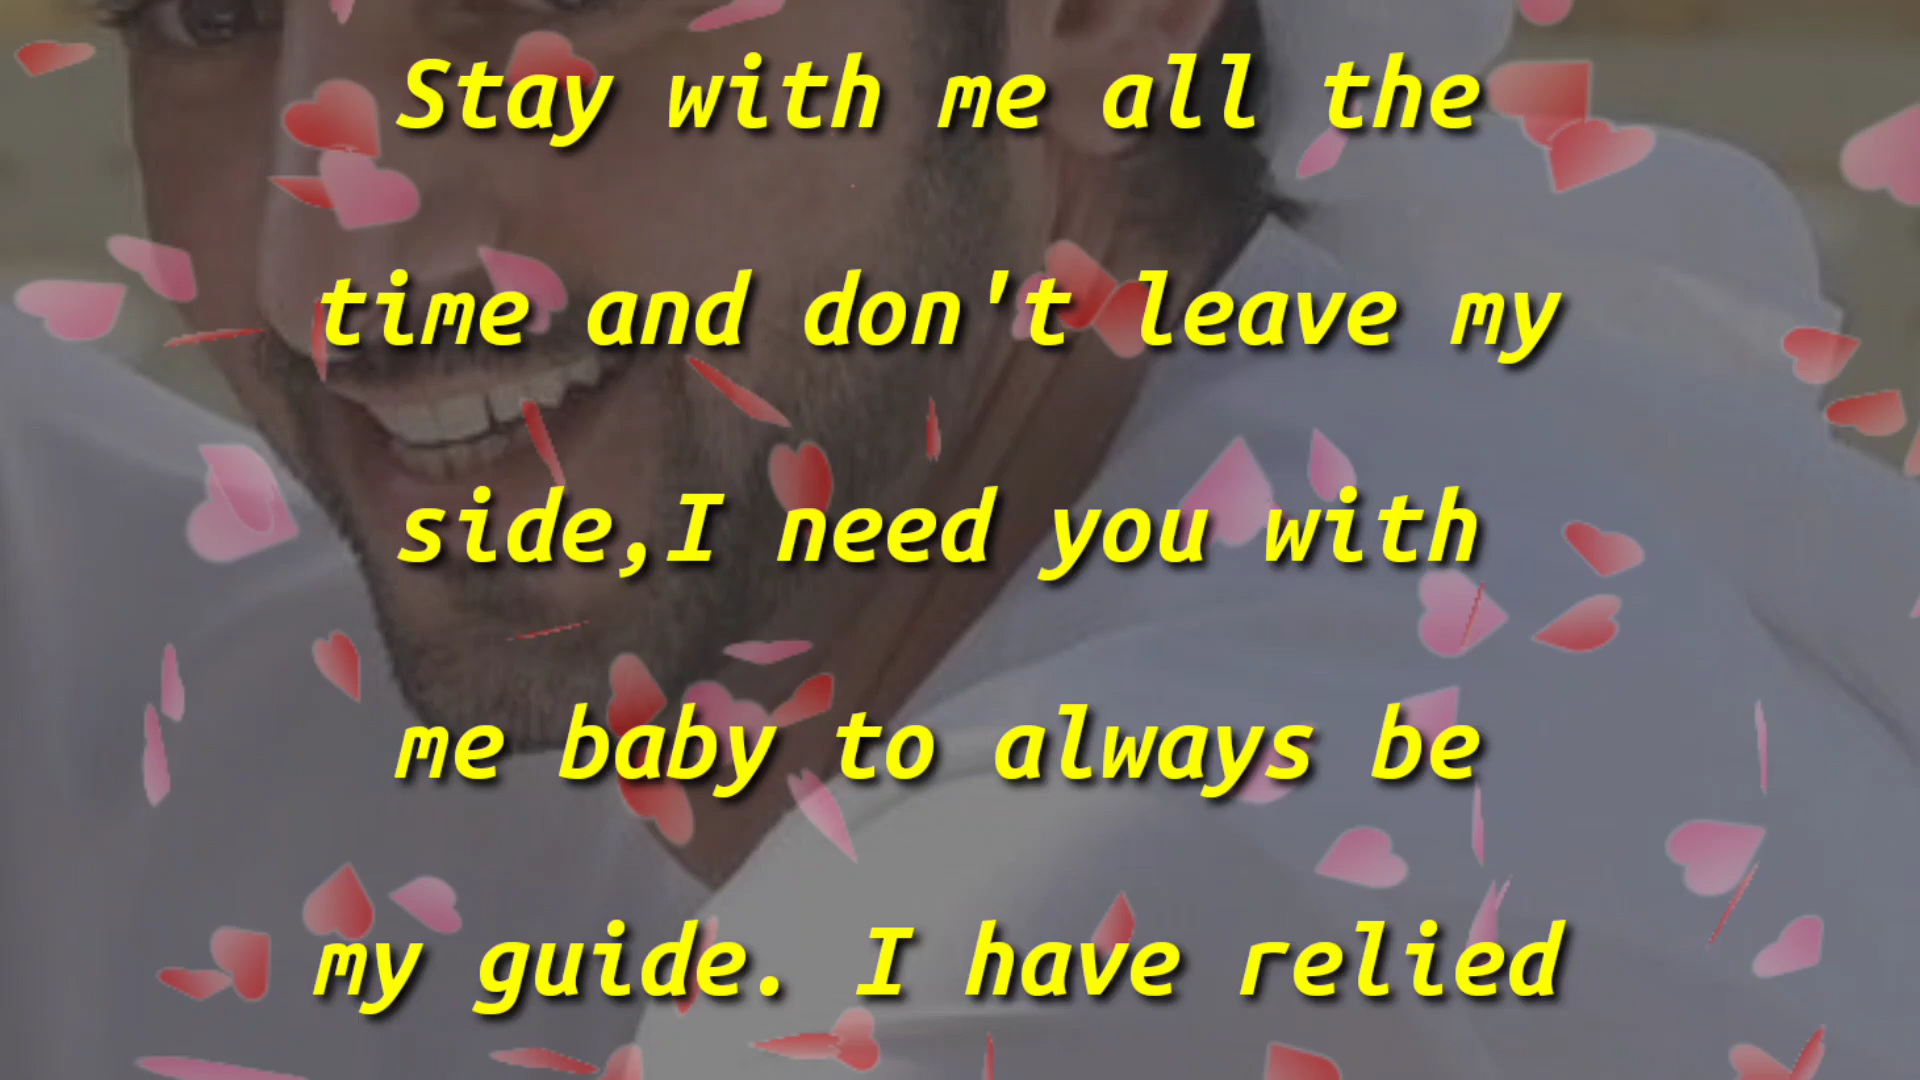 Stay with me all the
time and don't leave my
side,I need you with
me baby to always be
my guide. I have relied